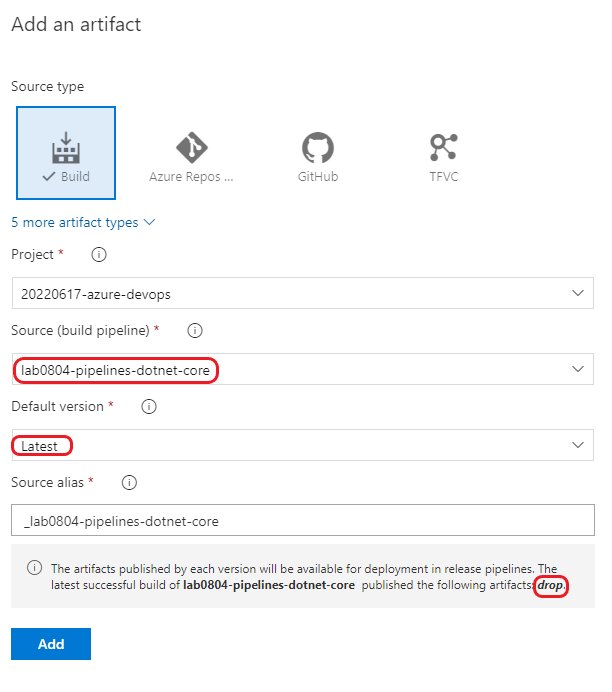 Add an artifact
Source type
Build
Azure Repos ...
GitHub
TFVC
5 more artifact types
Project *
20220617-azure-devops
Source (build pipeline) *
lab0804-pipelines-dotnet-core
Default version *
Latest
Source alias *
_lab0804-pipelines-dotnet-core
The artifacts published by each version will be available for deployment in release pipelines. The
latest successful build of lab0804-pipelines-dotnet-core published the following artifacts: drop.
Add